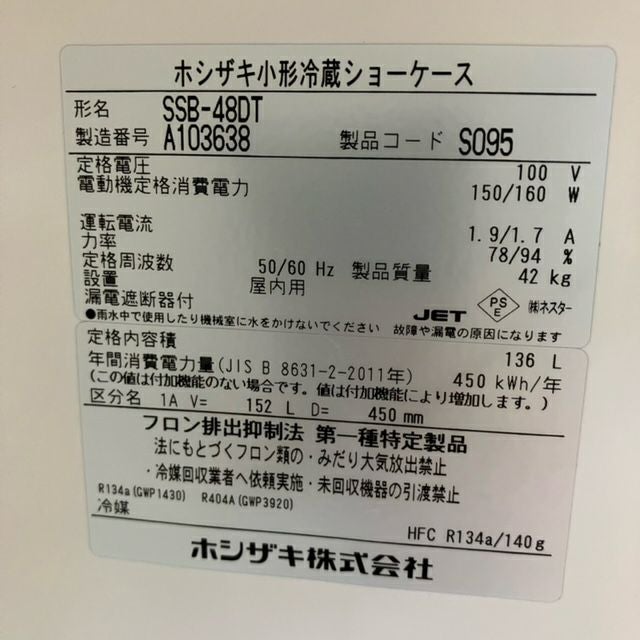 ホシザキ小形冷蔵ショーケース
形名 SSB-48DT
製造番号 A103638 製品コード S095
定格電圧 100 V
電動機定格消費電力 150/160 W
運転電流 1.9/1.7 A
力率 78/94 %
定格周波数 50/60 Hz 製品質量 42 kg
設置 屋内用
漏電遮断器付 JET PS E ㈱ネスター
●雨水中で使用したり機械室に水をかけないでください 故障や漏電の原因になります
定格内容積 136 L
年間消費電力量(JIS B 8631-2-2011年) 450 kWh/年
(この値は付加機能のない場合です。値は付加機能により増加します。)
区分名 1A V= 152 L D= 450 mm
フロン排出抑制法 第一種特定製品
法にもとづくフロン類の・みだり大気放出禁止
・冷媒回収業者へ依頼実施・未回収機器の引渡禁止
R134a(GWP1430) R404A(GWP3920)
冷媒 HFC R134a/140g
ホシザキ株式会社